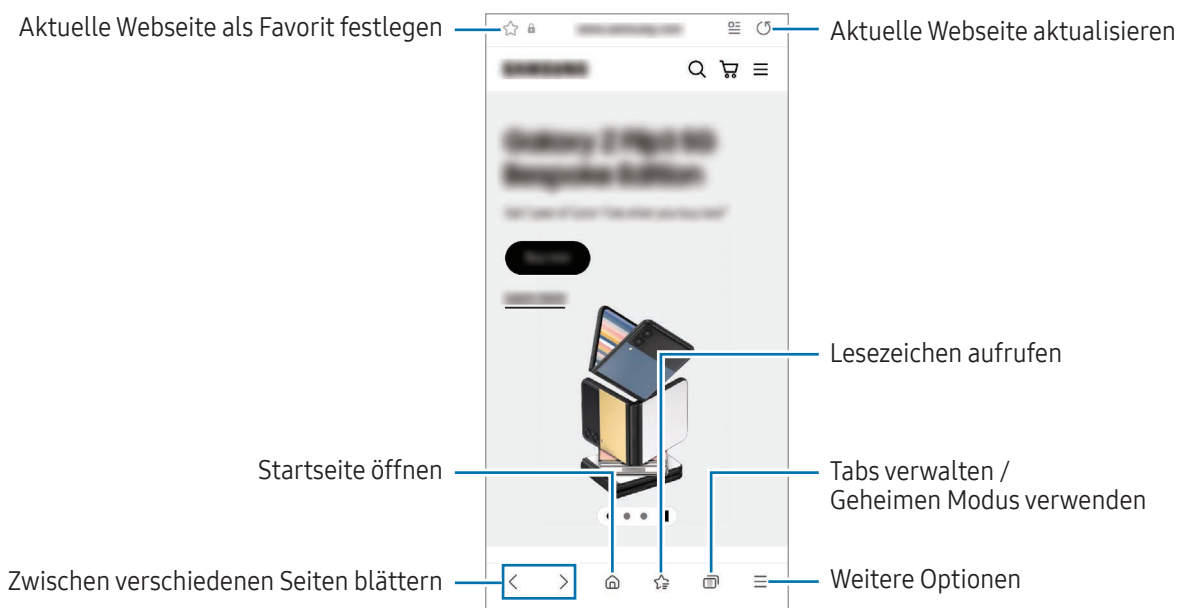 Aktuelle Webseite als Favorit festlegen
Aktuelle Webseite aktualisieren
Lesezeichen aufrufen
Startseite öffnen
Tabs verwalten /
Geheimen Modus verwenden
Zwischen verschiedenen Seiten blättern
Weitere Optionen